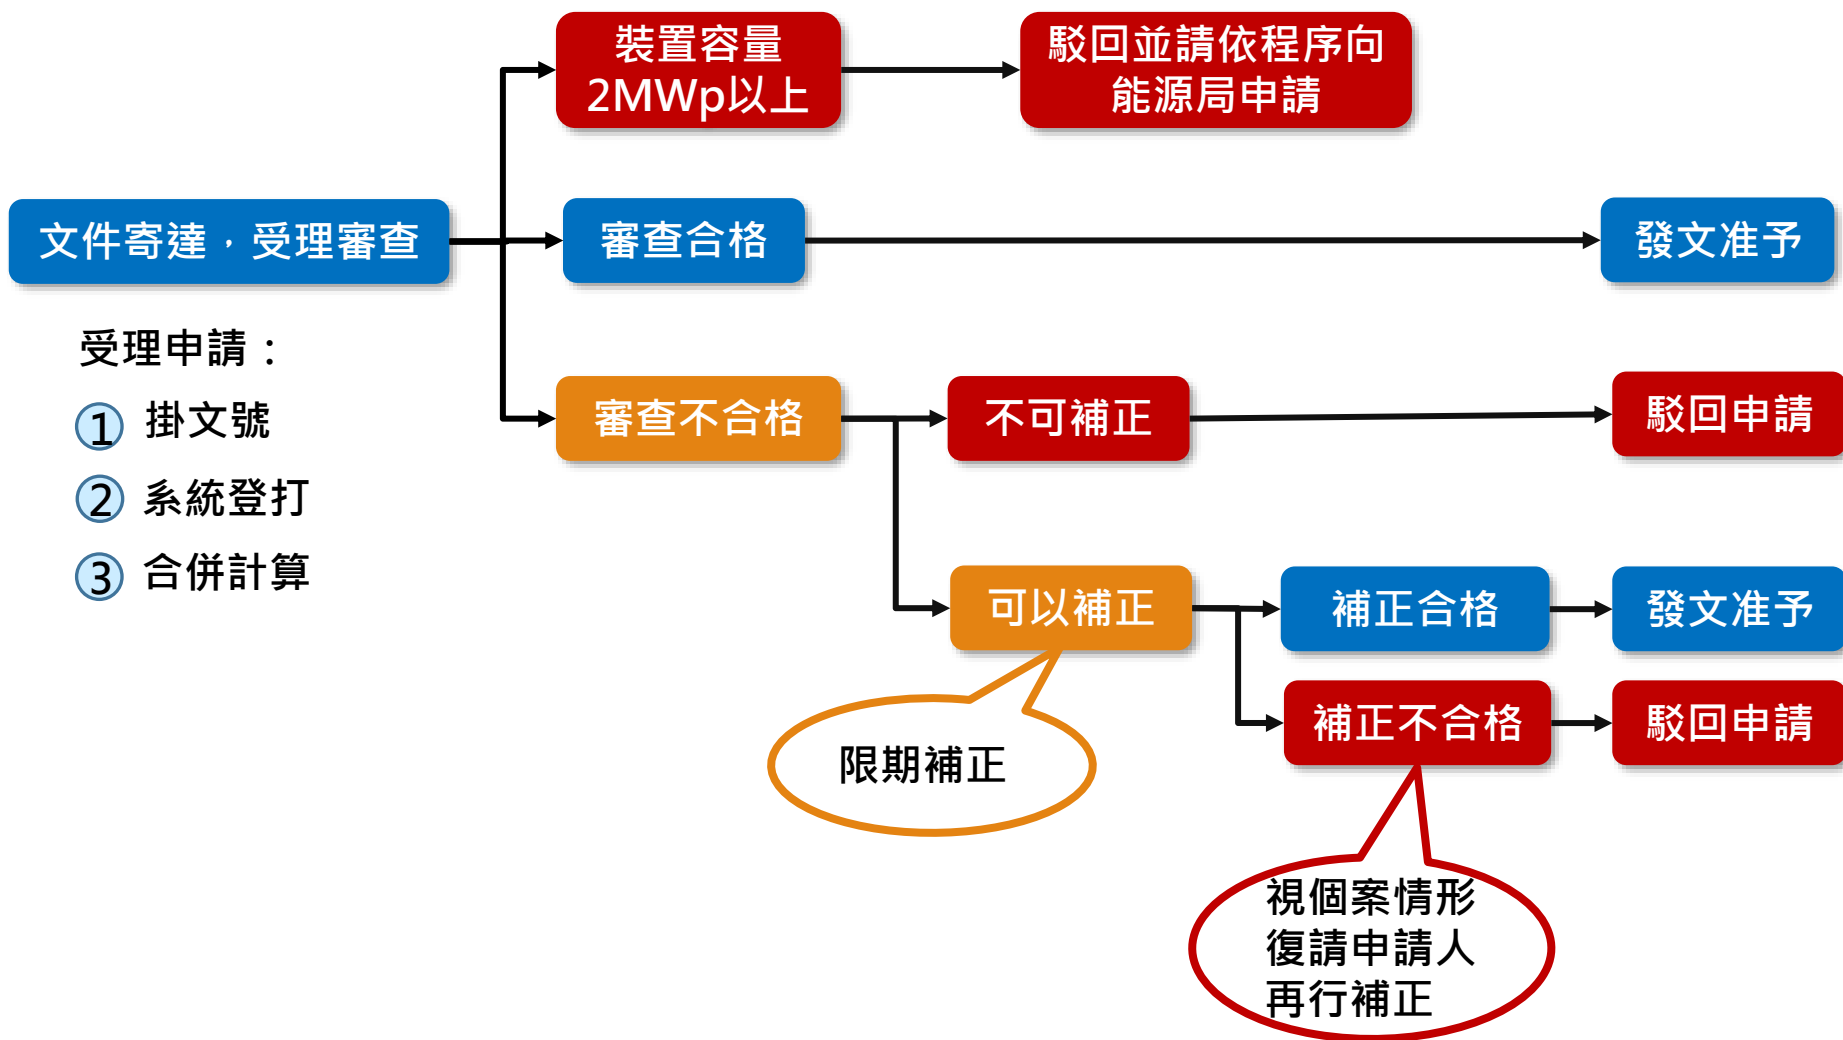 裝置容量
2MWp以上
駁回並請依程序向
能源局申請
文件寄達，受理審查
審查合格
發文准予
受理申請：
1 掛文號
2 系統登打
3 合併計算
審查不合格
不可補正
駁回申請
可以補正
補正合格
發文准予
限期補正
補正不合格
駁回申請
視個案情形
復請申請人
再行補正